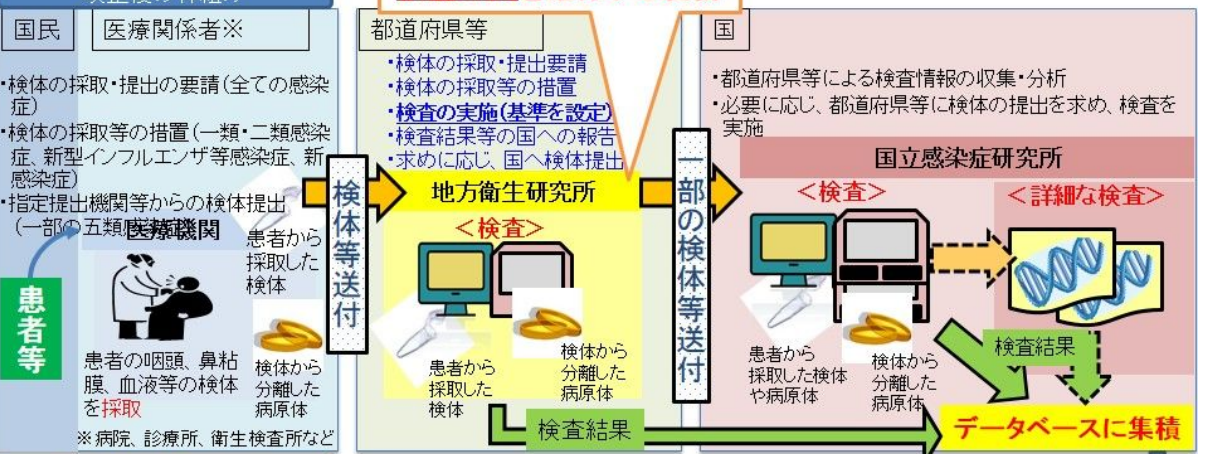 国民
医療関係者※
・検体の採取・提出の要請(全ての感染
症)
・検体の採取等の措置(一類・二類感染
症、新型インフルエンザ等感染症、新
感染症)
・指定提出機関等からの検体提出
(一部の五類感染症)
医療機関
患者等
患者から
採取した
検体
患者の咽頭、鼻粘
膜、血液等の検体
を採取
検体から
分離した
病原体
※病院、診療所、衛生検査所など
検体等送付
都道府県等
・検体の採取・提出要請
・検体の採取等の措置
・検査の実施(基準を設定)
・検査結果等の国への報告
・求めに応じ、国へ検体提出
地方衛生研究所
<検査>
患者から
採取した
検体
検体から
分離した
病原体
検査結果
一部の検体等送付
国
・都道府県等による検査情報の収集・分析
・必要に応じ、都道府県等に検体の提出を求め、検査を
実施
国立感染症研究所
<検査>
<詳細な検査>
患者から
採取した検体
や病原体
検体から
分離した
病原体
検査結果
データベースに集積